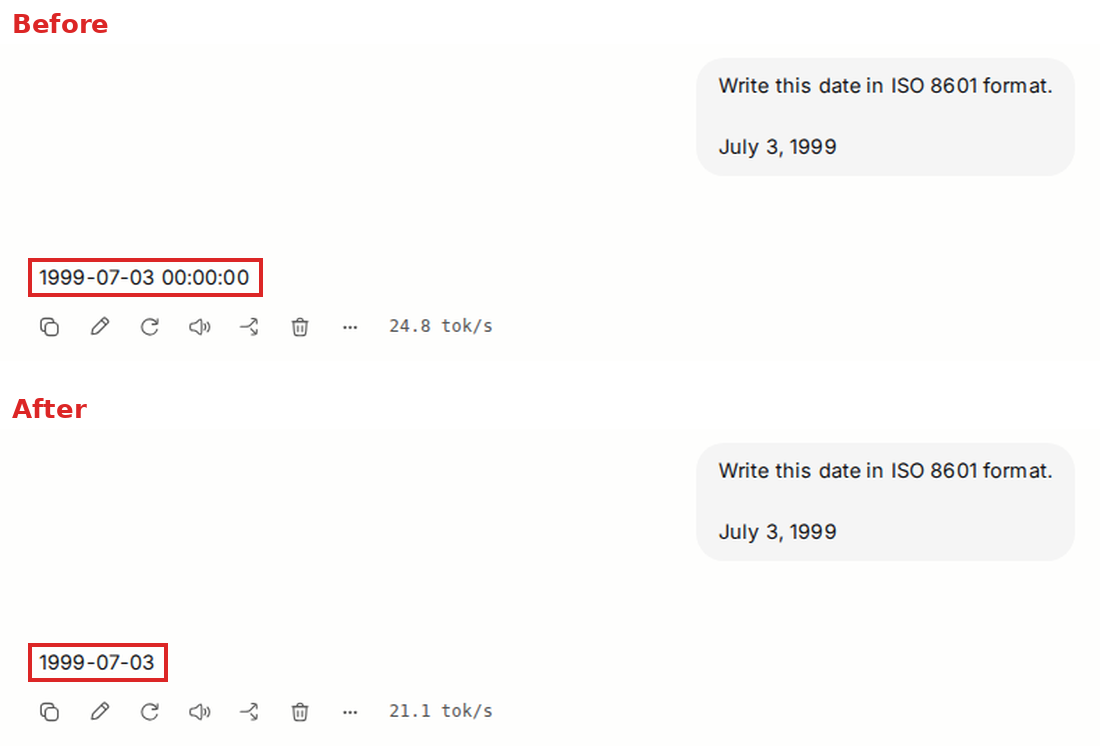 Before
Write this date in ISO 8601 format.
July 3, 1999
1999-07-03 00:00:00
24.8 tok/s
After
Write this date in ISO 8601 format.
July 3, 1999
1999-07-03
21.1 tok/s